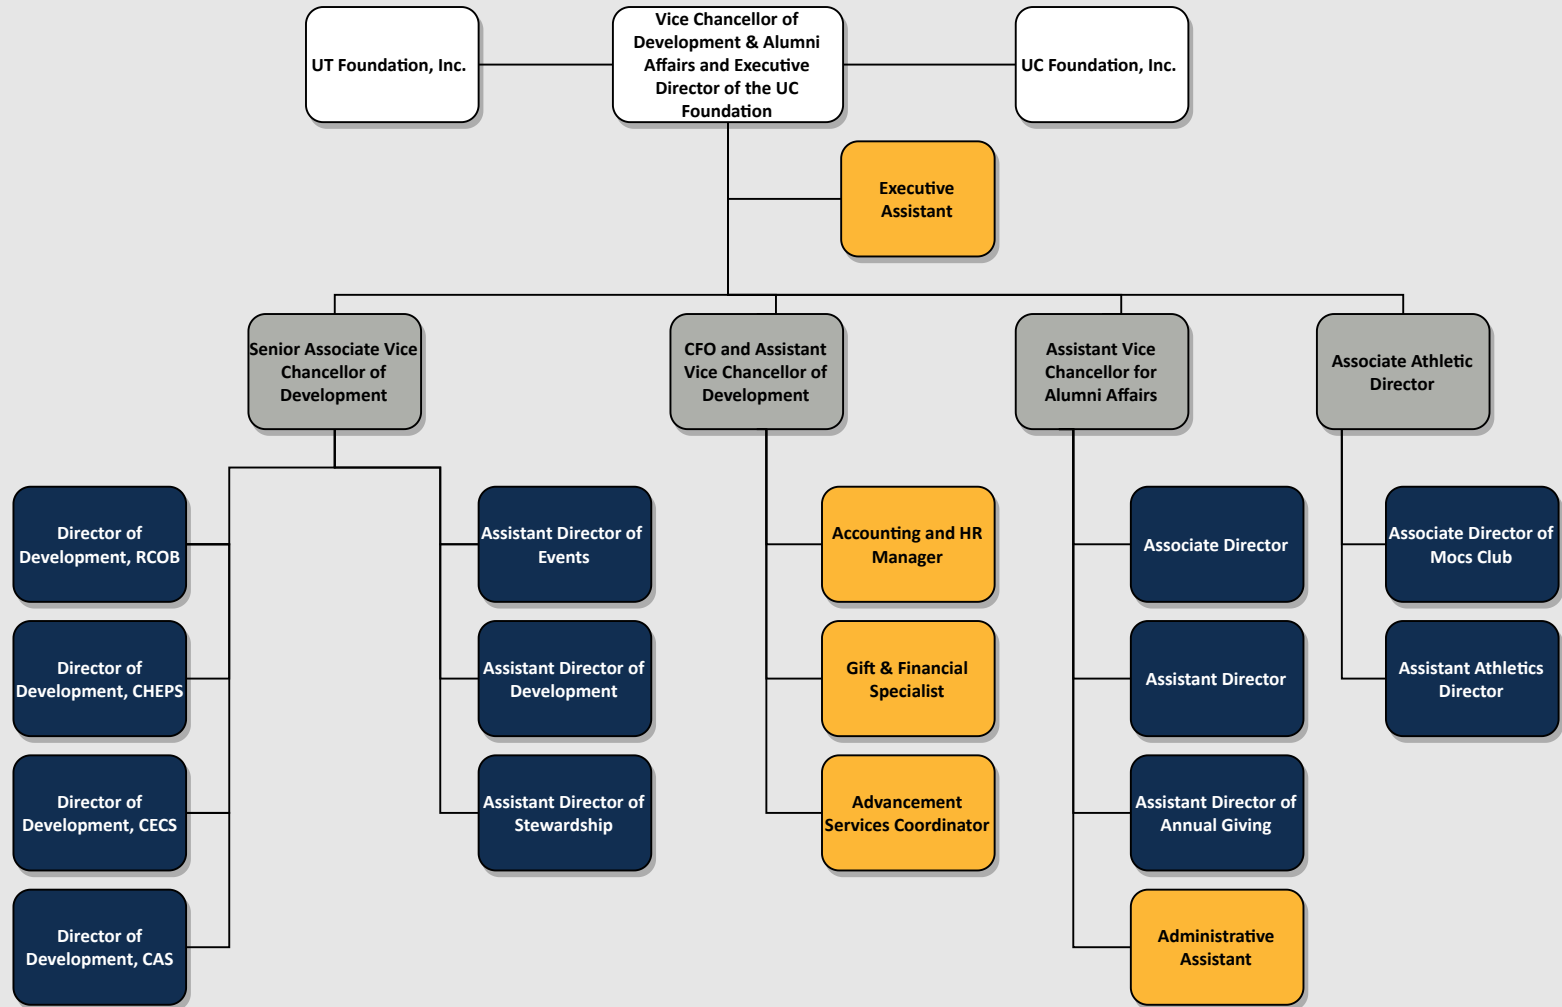 UT Foundation, Inc.
Vice Chancellor of
Development & Alumni
Affairs and Executive
Director of the UC
Foundation
UC Foundation, Inc.
Executive
Assistant
Senior Associate Vice
Chancellor of
Development
CFO and Assistant
Vice Chancellor of
Development
Assistant Vice
Chancellor for
Alumni Affairs
Associate Athletic
Director
Director of
Development, RCOB
Assistant Director of
Events
Accounting and HR
Manager
Associate Director
Associate Director of
Mocs Club
Director of
Development, CHEPS
Assistant Director of
Development
Gift & Financial
Specialist
Assistant Director
Assistant Athletics
Director
Director of
Development, CECS
Assistant Director of
Stewardship
Advancement
Services Coordinator
Assistant Director of
Annual Giving
Director of
Development, CAS
Administrative
Assistant